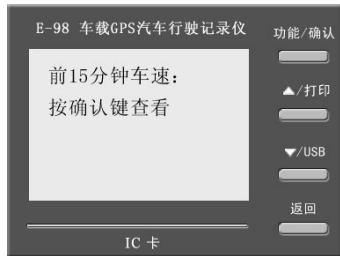 E-98 车载GPS汽车行驶记录仪
功能/确认
前15分钟车速：
按确认键查看
▲/打印
▼/USB
返回
IC 卡